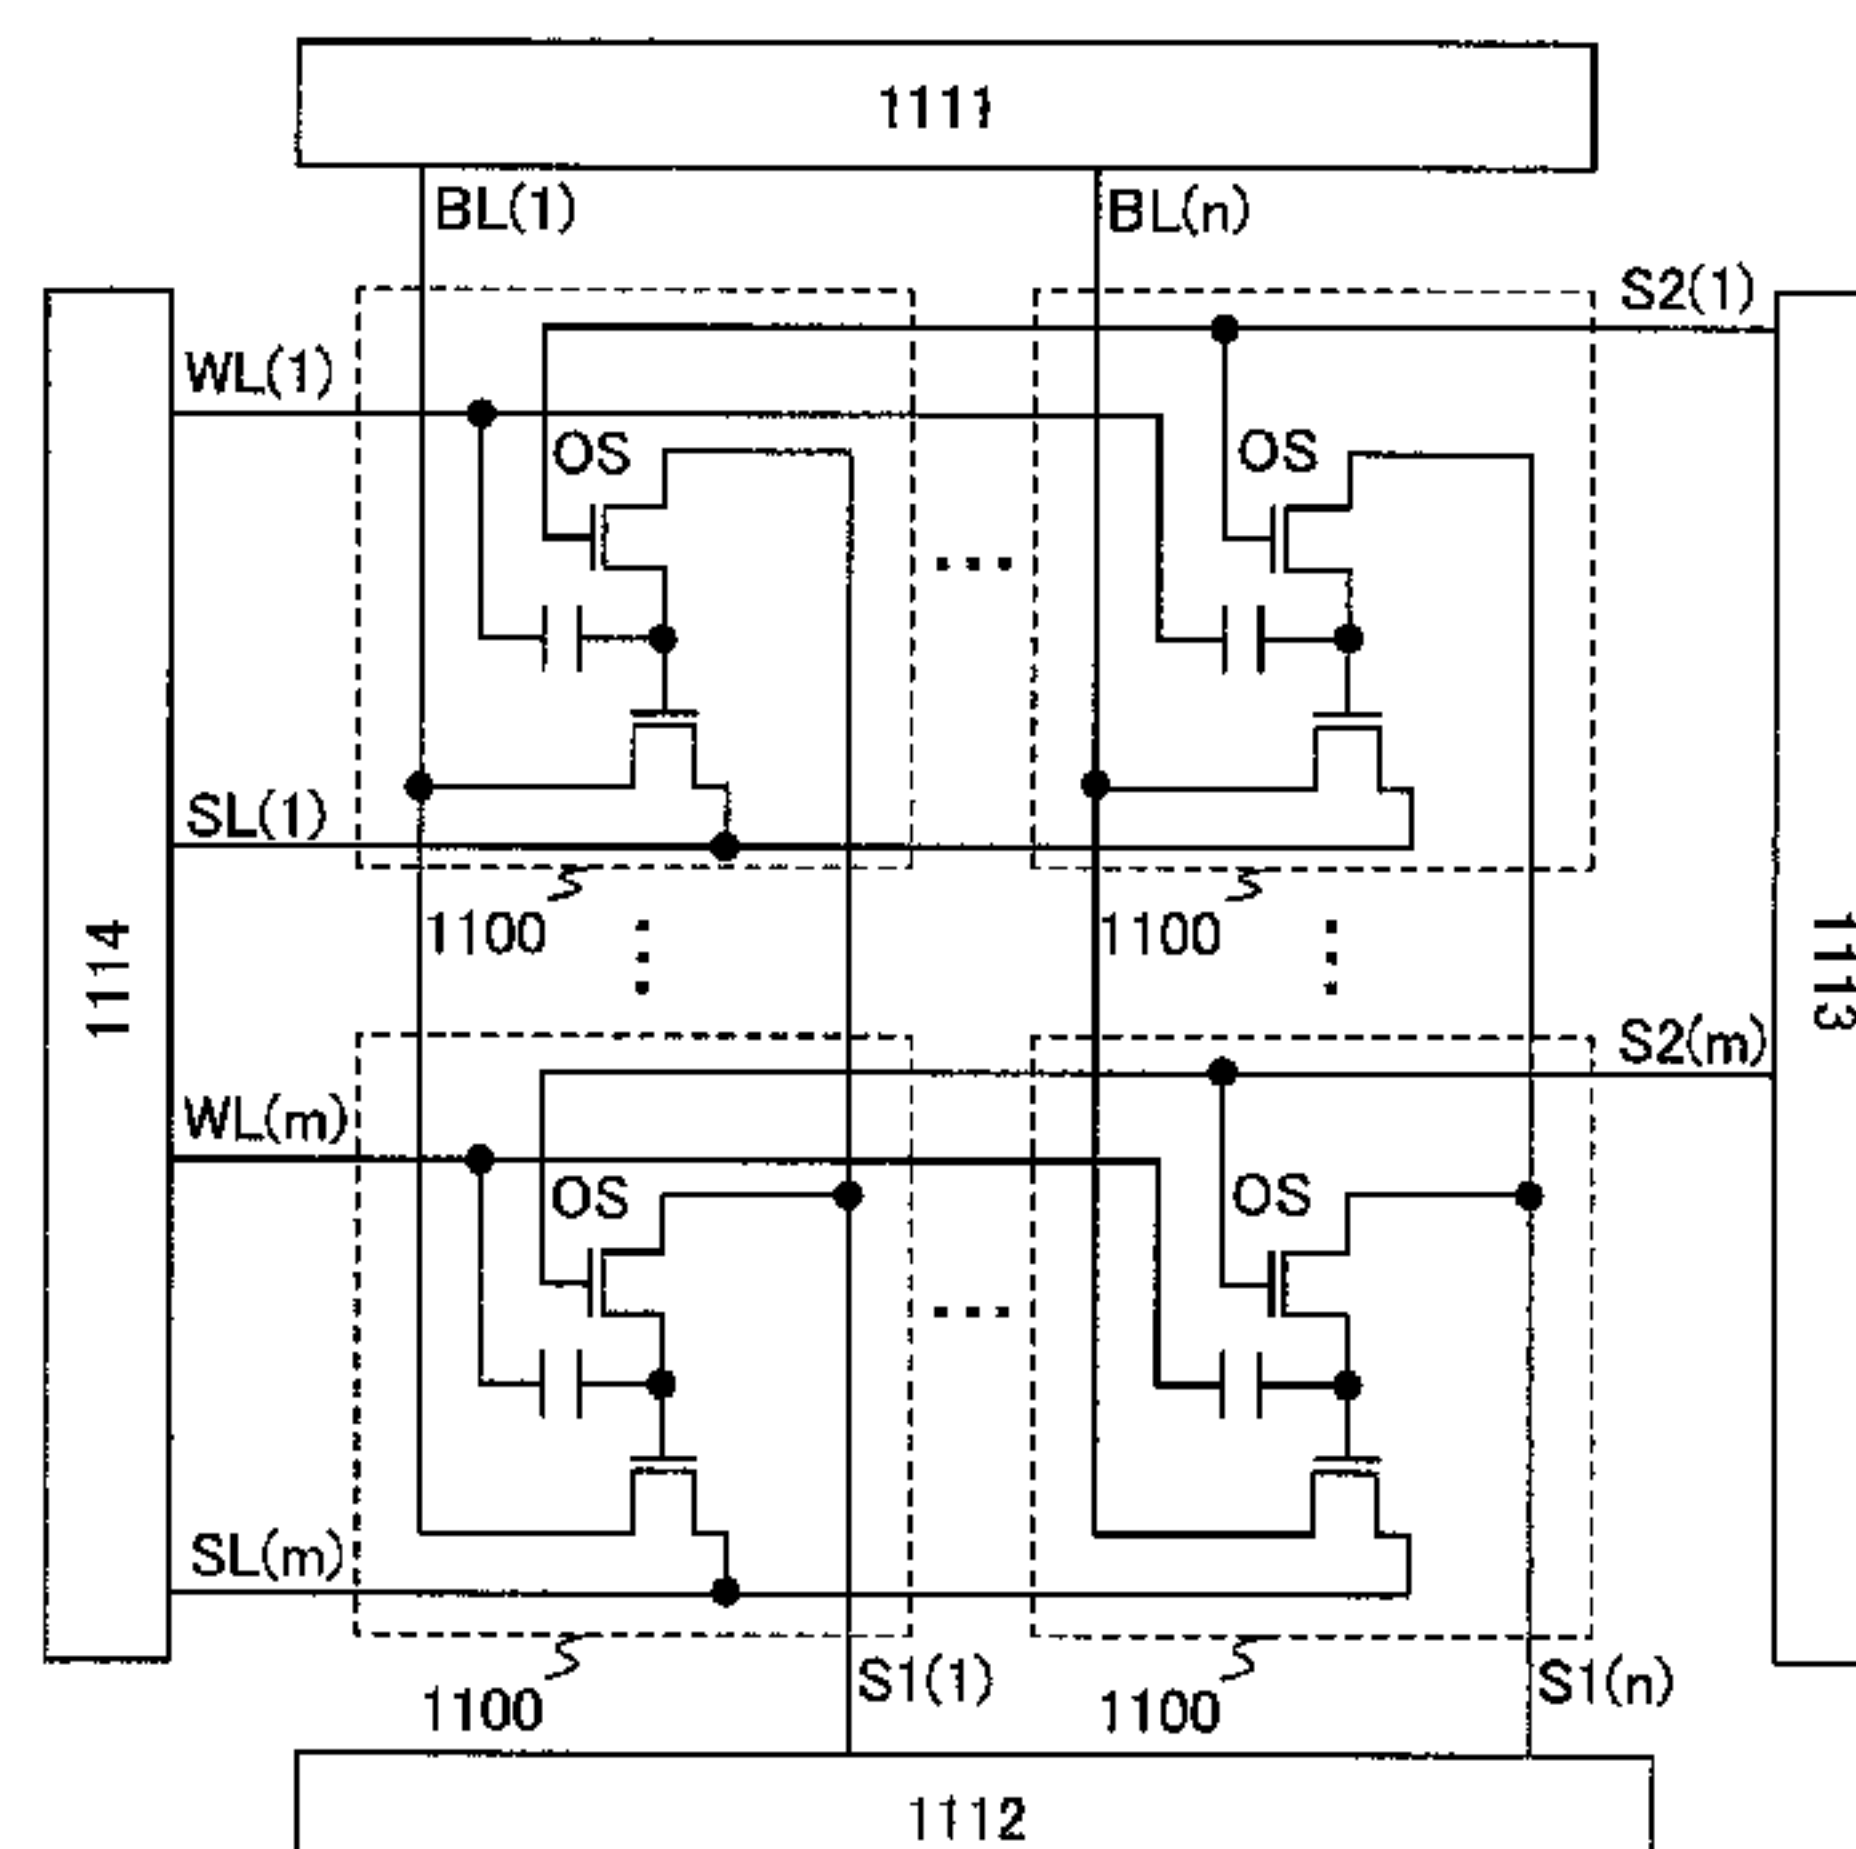 1111
BL(1)
BL(n)
S2(1)
WL(1)
OS
OS
SL(1)
1100
1100
1114
1113
S2(m)
WL(m)
OS
OS
SL(m)
1100
S1(1)
1100
S1(n)
1112